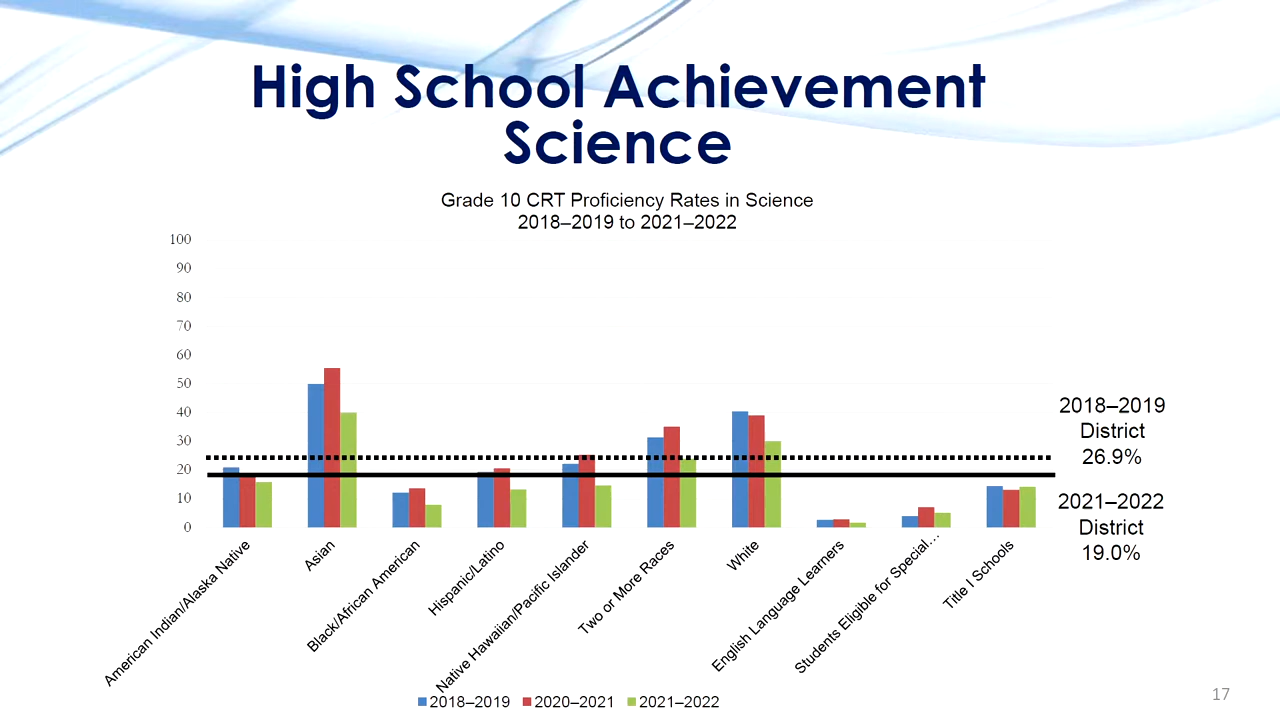 High School Achievement
Science
Grade 10 CRT Proficiency Rates in Science
2018–2019 to 2021–2022
100
90
80
70
60
50
40
30
20
10
0
2018–2019
District
26.9%
2021–2022
District
19.0%
American Indian/Alaska Native
Asian
Black/African American
Hispanic/Latino
Native Hawaiian/Pacific Islander
Two or More Races
White
English Language Learners
Students Eligible for Special…
Title I Schools
2018–2019 2020–2021 2021–2022
17